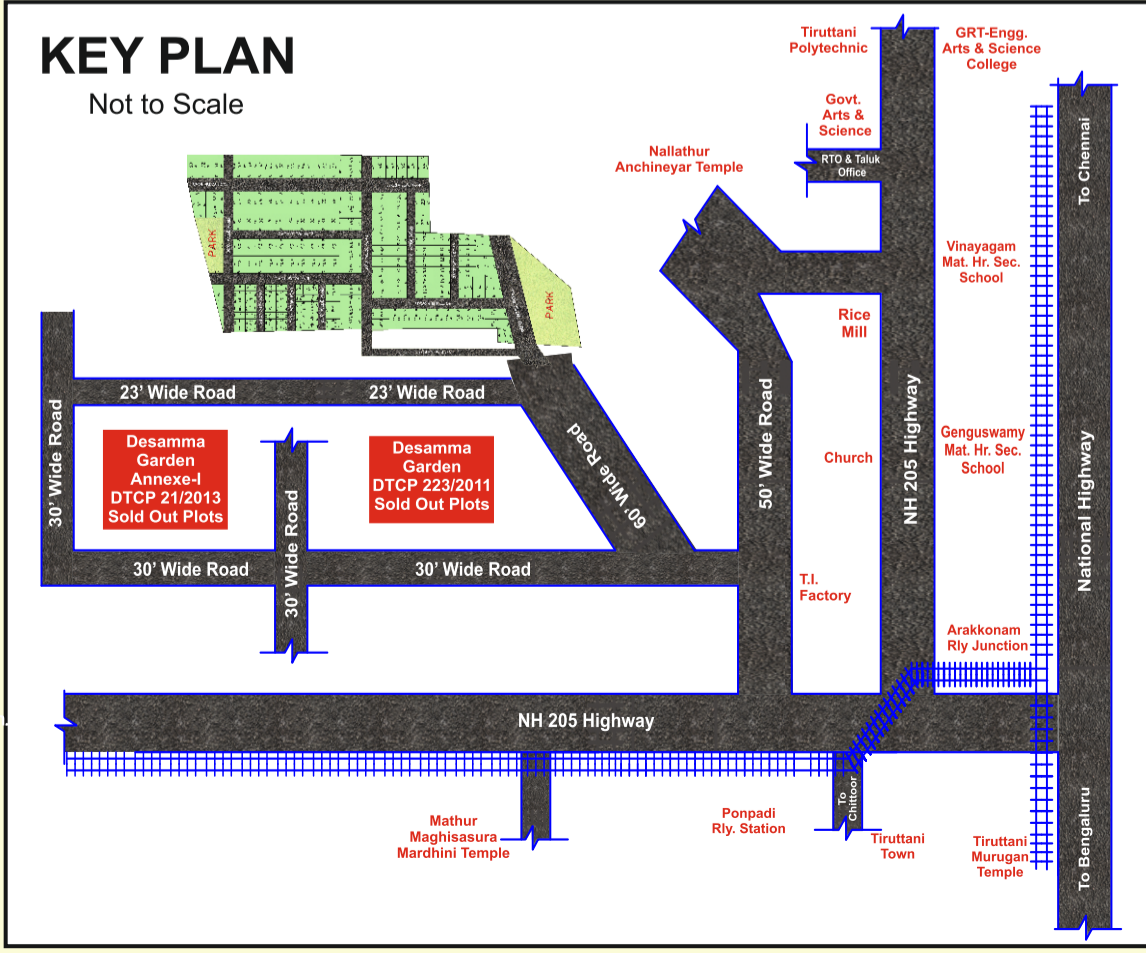 KEY PLAN
Not to Scale
Tiruttani
Polytechnic
GRT-Engg.
Arts & Science
College
Govt.
Arts &
Science
RTO & Taluk
Office
To Chennai
Nallathur
Anchineyar Temple
PARK
PARK
Vinayagam
Mat. Hr. Sec.
School
Rice
Mill
23’ Wide Road
23’ Wide Road
30’ Wide Road
Desamma
Garden
Annexe-I
DTCP 21/2013
Sold Out Plots
Desamma
Garden
DTCP 223/2011
Sold Out Plots
60’ Wide Road
50’ Wide Road
Church
NH 205 Highway
Genguswamy
Mat. Hr. Sec.
School
National Highway
30’ Wide Road
30’ Wide Road
30’ Wide Road
T.I.
Factory
Arakkonam
Rly Junction
NH 205 Highway
Mathur
Maghisasura
Mardhini Temple
Ponpadi
Rly. Station
To
Chittoor
Tiruttani
Town
Tiruttani
Murugan
Temple
To Bengaluru